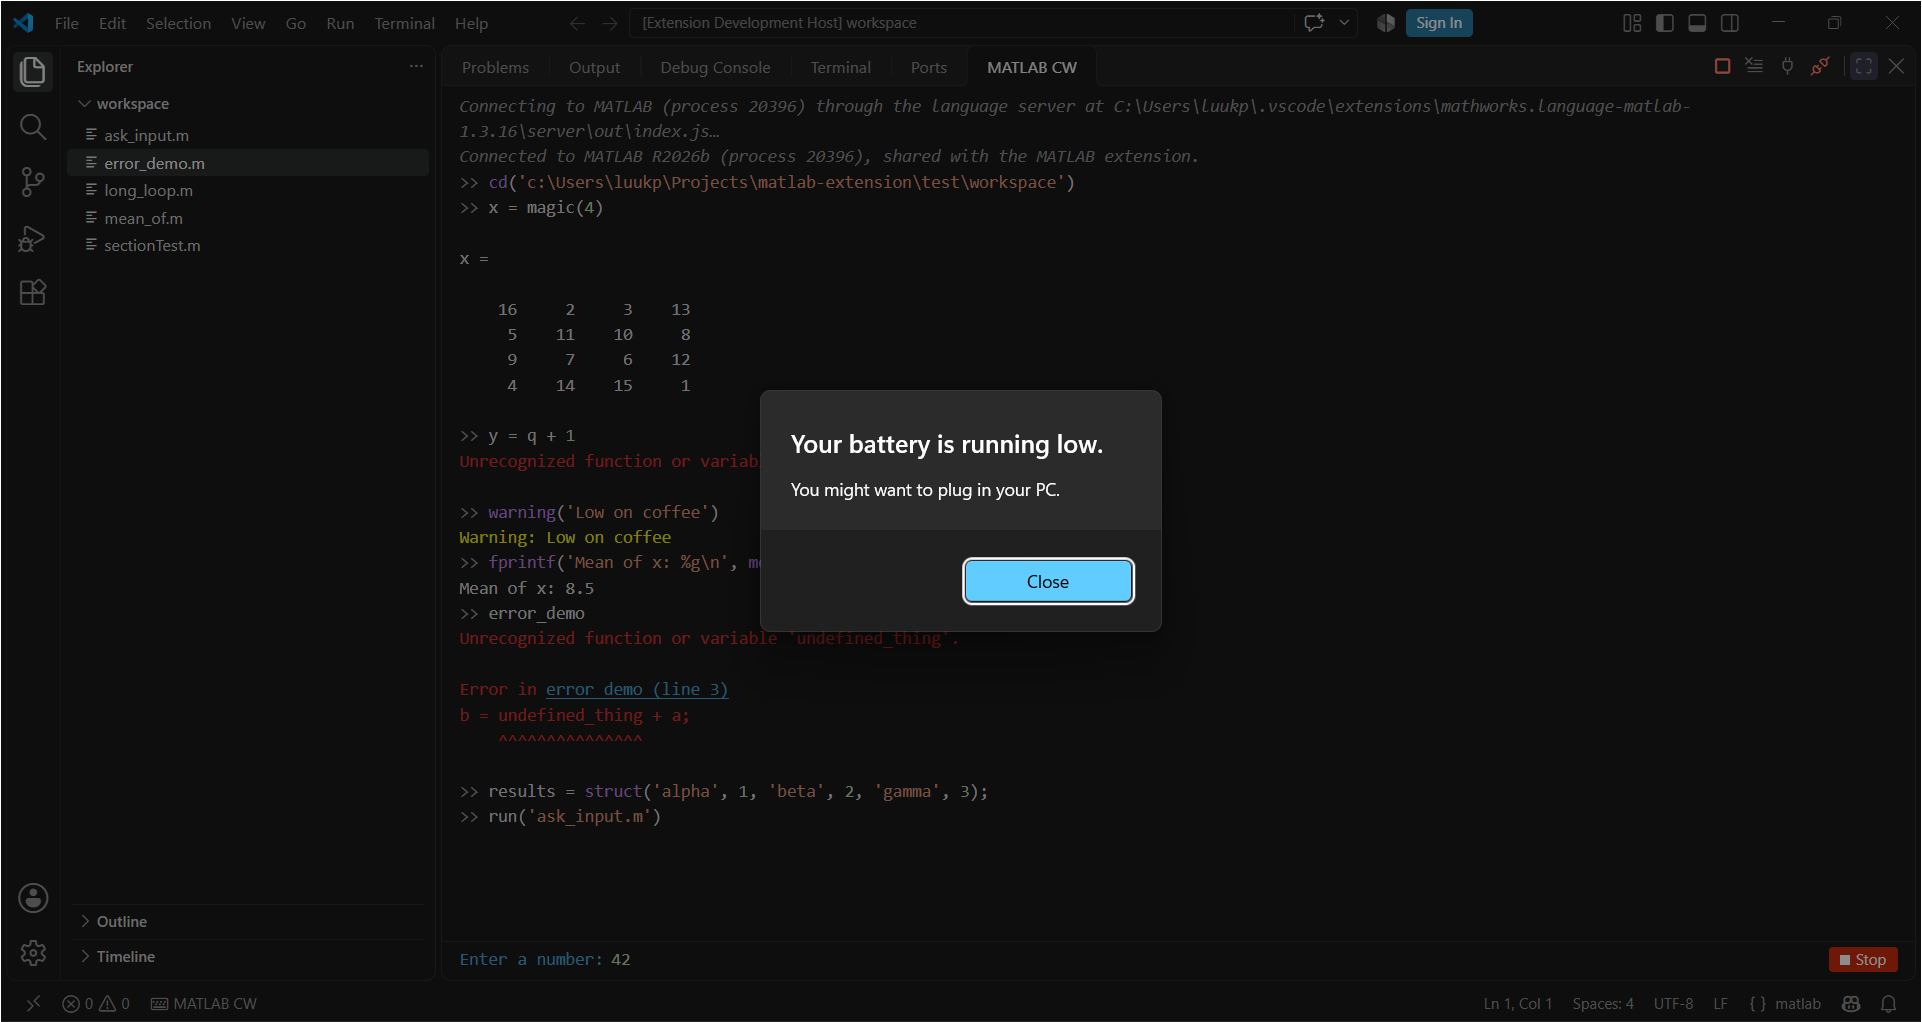 File Edit Selection View Go Run Terminal Help
[Extension Development Host] workspace
Sign In
Explorer
workspace
ask_input.m
error_demo.m
long_loop.m
mean_of.m
sectionTest.m
Outline
Timeline
Problems Output Debug Console Terminal Ports MATLAB CW
Connecting to MATLAB (process 20396) through the language server at C:\Users\luukp\.vscode\extensions\mathworks.language-matlab-
1.3.16\server\out\index.js…
Connected to MATLAB R2026b (process 20396), shared with the MATLAB extension.
>> cd('c:\Users\luukp\Projects\matlab-extension\test\workspace')
>> x = magic(4)
x =
16 2 3 13
5 11 10 8
9 7 6 12
4 14 15 1
>> y = q + 1
Unrecognized function or
>> warning('Low on coffee')
Warning: Low on coffee
>> fprintf('Mean of x: %g\n',
Mean of x: 8.5
>> error_demo
Unrecognized function or variable 'undefined_thing'.
Error in error_demo (line 3)
b = undefined_thing + a;
^^^^^^^^^^^^^^^
>> results = struct('alpha', 1, 'beta', 2, 'gamma', 3);
>> run('ask_input.m')
Your battery is running low.
You might want to plug in your PC.
Close
Enter a number: 42
Stop
0 0 MATLAB CW
Ln 1, Col 1 Spaces: 4 UTF-8 LF { } matlab